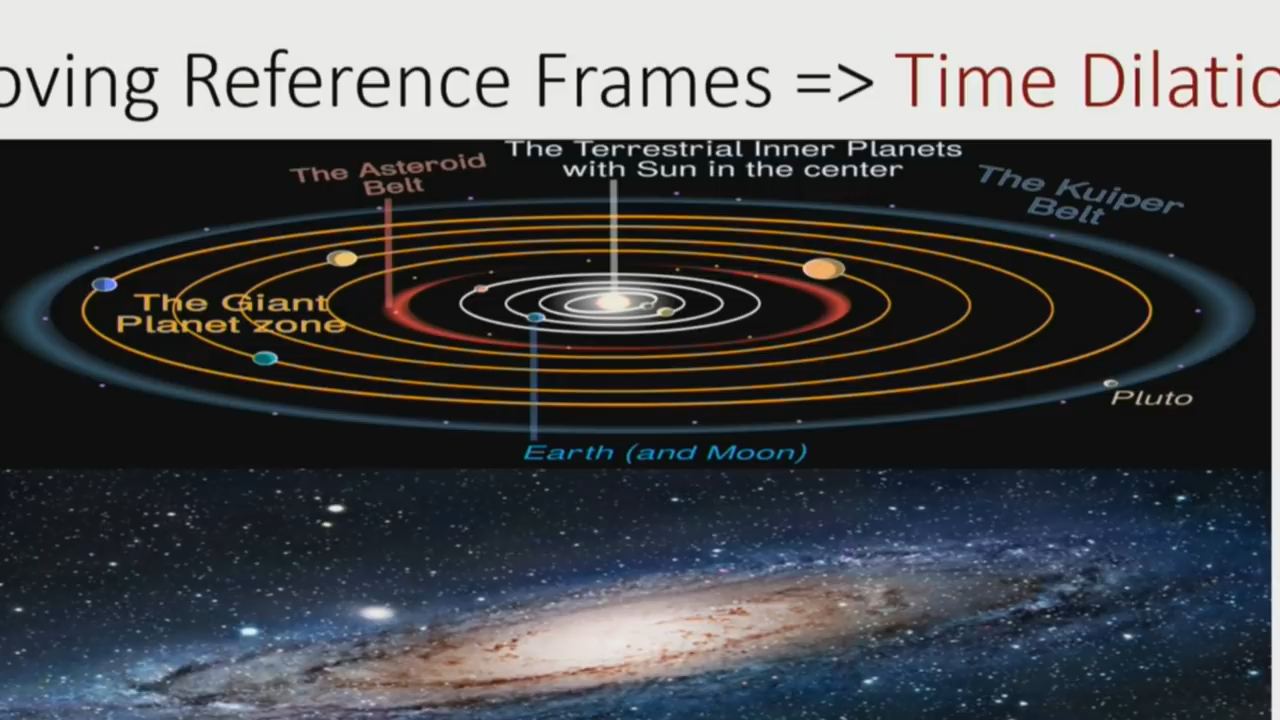 oving Reference Frames => Time Dilatio
The Terrestrial Inner Planets
with Sun in the center
The Asteroid
Belt
The Kuiper
Belt
The Giant
Planet zone
Pluto
Earth (and Moon)